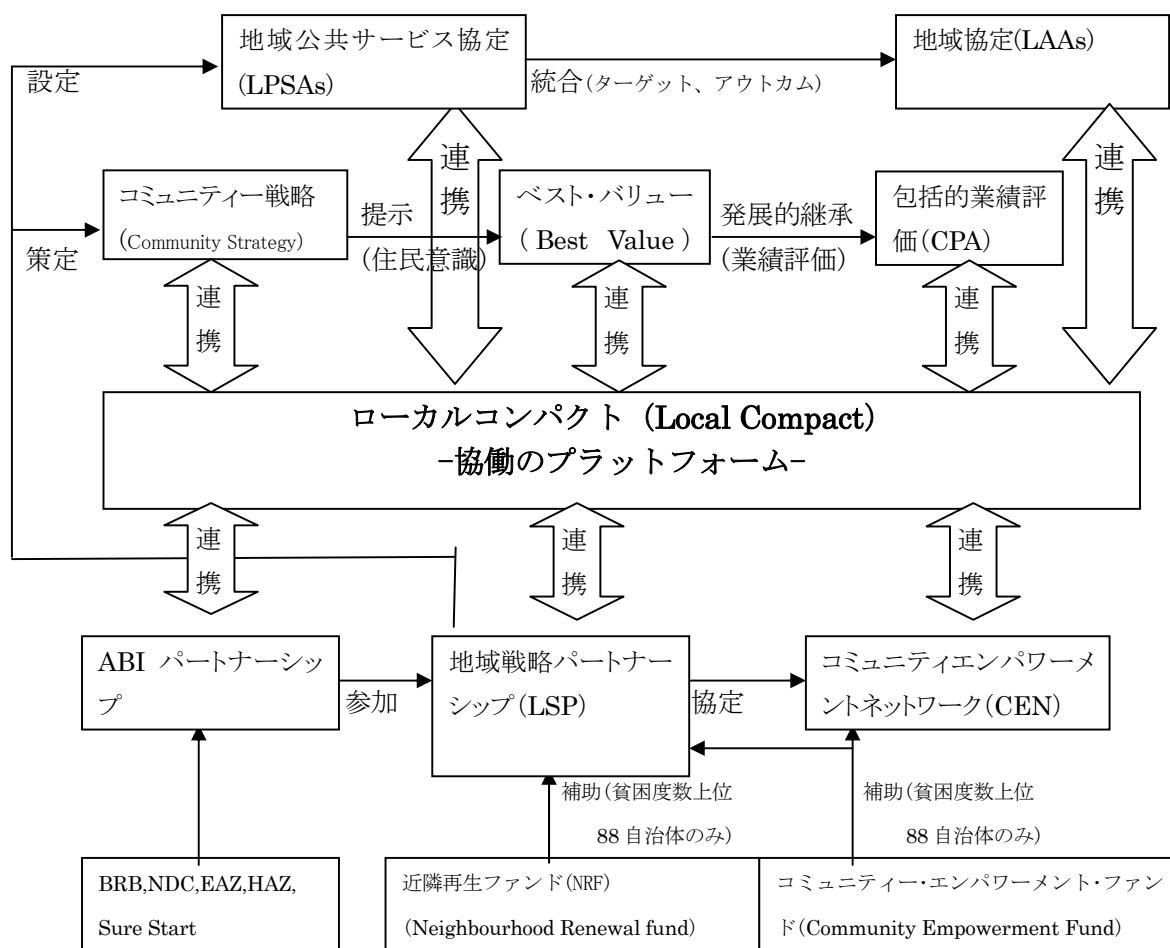 地域公共サービス協定
(LPSAs)
地域協定(LAAs)
設定
統合(ターゲット、アウトカム)
連
携
連
携
コミュニティー戦略
(Community Strategy)
提示
(住民意識)
ベスト・バリュー
( Best Value )
発展的継承
(業績評価)
包括的業績評
価(CPA)
策定
連
携
連
携
連
携
ローカルコンパクト (Local Compact)
–協働のプラットフォーム–
連
携
連
携
連
携
ABI パートナーシッ
プ
参加
地域戦略パートナー
シップ(LSP)
協定
コミュニティエンパワーメ
ントネットワーク(CEN)
補助(貧困度数上位
88 自治体のみ)
補助(貧困度数上位
88 自治体のみ)
BRB,NDC,EAZ,HAZ,
Sure Start
近隣再生ファンド(NRF)
(Neighbourhood Renewal fund)
コミュニティー・エンパワーメント・ファン
ド(Community Empowerment Fund)